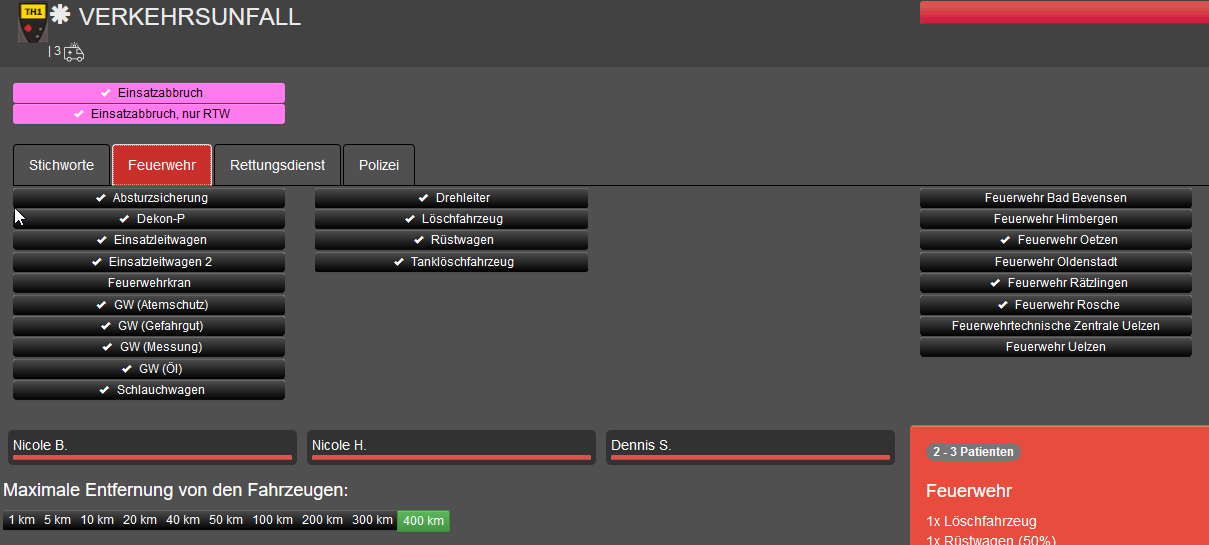 TH1
VERKEHRSUNFALL
| 3
Einsatzabbruch
Einsatzabbruch, nur RTW
Stichworte
Feuerwehr
Rettungsdienst
Polizei
Absturzsicherung
Dekon-P
Einsatzleitwagen
Einsatzleitwagen 2
Feuerwehrkran
GW (Atemschutz)
GW (Gefahrgut)
GW (Messung)
GW (Öl)
Schlauchwagen
Drehleiter
Löschfahrzeug
Rüstwagen
Tanklöschfahrzeug
Feuerwehr Bad Bevensen
Feuerwehr Himbergen
Feuerwehr Oetzen
Feuerwehr Oldenstadt
Feuerwehr Rätzlingen
Feuerwehr Rosche
Feuerwehrtechnische Zentrale Uelzen
Feuerwehr Uelzen
Nicole B.
Nicole H.
Dennis S.
Maximale Entfernung von den Fahrzeugen:
1 km 5 km 10 km 20 km 40 km 50 km 100 km 200 km 300 km 400 km
2 - 3 Patienten
Feuerwehr
1x Löschfahrzeug
1x Rüstwagen (50%)